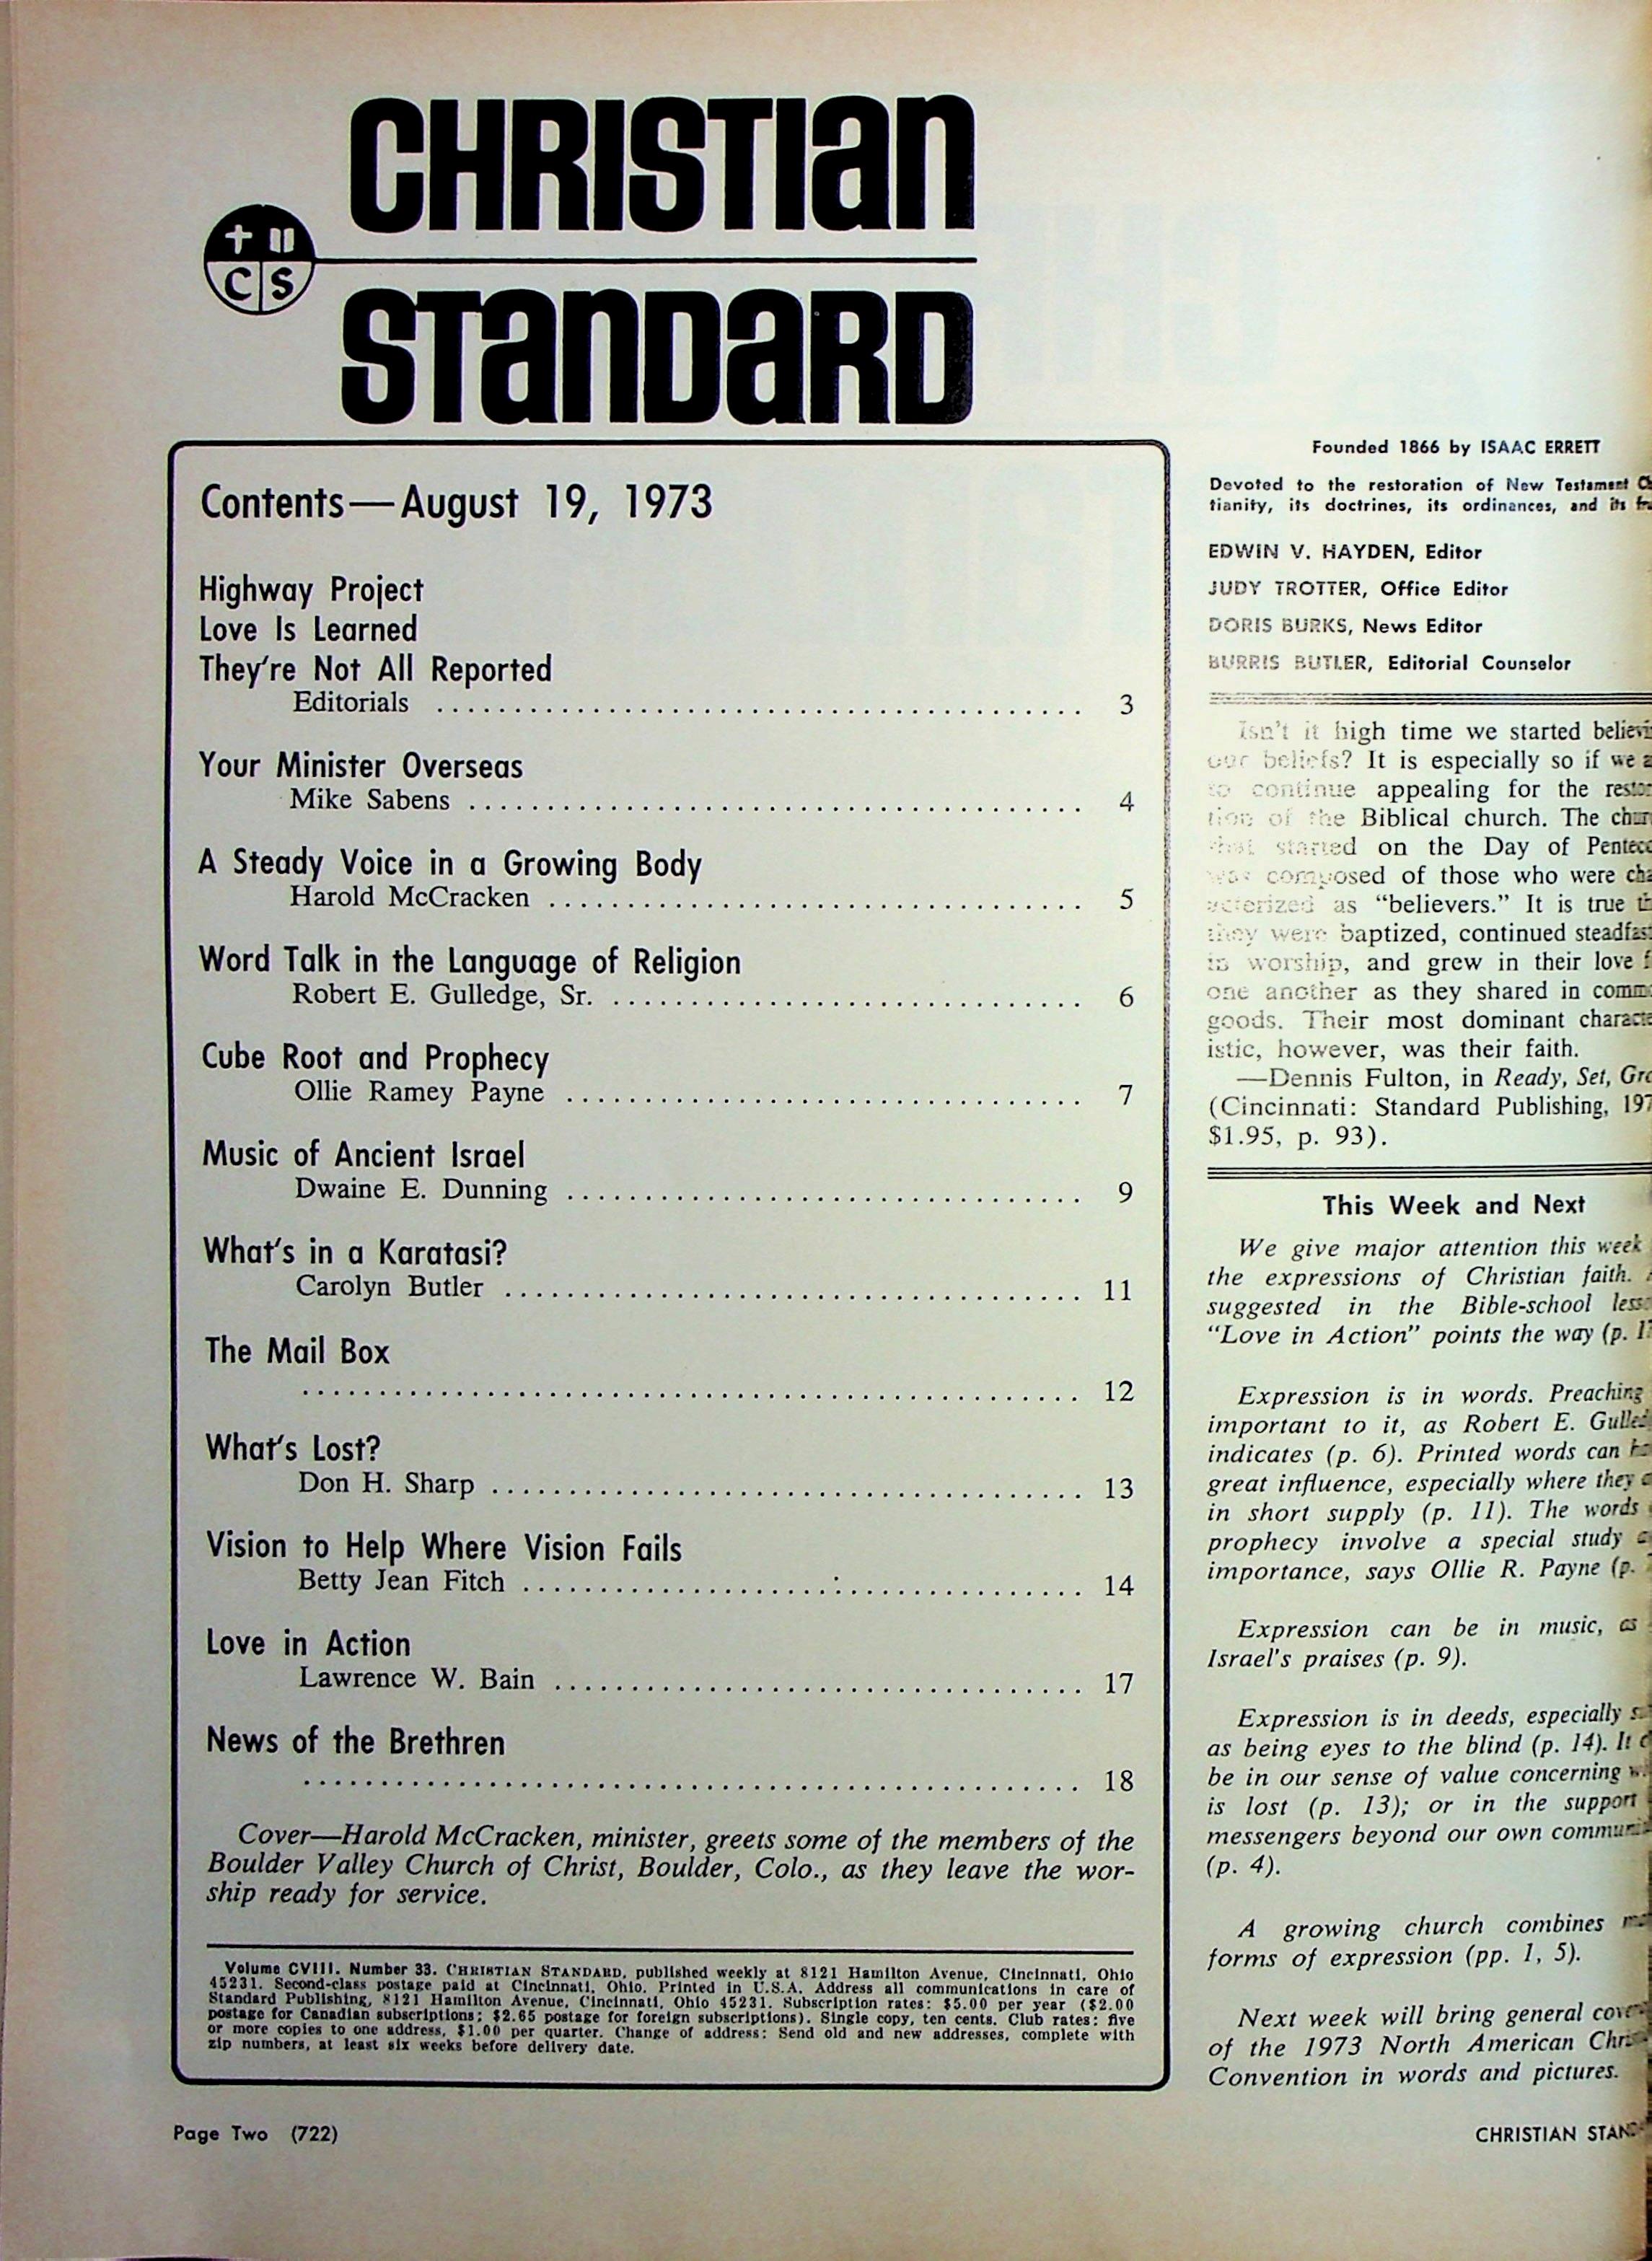 CHRISTIan
C S
STanDaRD
Contents—August 19, 1973
Highway Project
Love Is Learned
They're Not All Reported
Editorials ........................................... 3
Your Minister Overseas
Mike Sabens ........................................ 4
A Steady Voice in a Growing Body
Harold McCracken ................................... 5
Word Talk in the Language of Religion
Robert E. Gulledge, Sr. ............................... 6
Cube Root and Prophecy
Ollie Ramey Payne .................................. 7
Music of Ancient Israel
Dwaine E. Dunning .................................. 9
What's in a Karatasi?
Carolyn Butler ...................................... 11
The Mail Box
................................................... 12
What's Lost?
Don H. Sharp ....................................... 13
Vision to Help Where Vision Fails
Betty Jean Fitch ..................................... 14
Love in Action
Lawrence W. Bain ................................... 17
News of the Brethren
................................................... 18
Cover—Harold McCracken, minister, greets some of the members of the
Boulder Valley Church of Christ, Boulder, Colo., as they leave the wor-
ship ready for service.
Volume CVIII. Number 33. CHRISTIAN STANDARD, published weekly at 8121 Hamilton Avenue, Cincinnati, Ohio
45231. Second-class postage paid at Cincinnati, Ohio. Printed in U.S.A. Address all communications in care of
Standard Publishing, 8121 Hamilton Avenue, Cincinnati, Ohio 45231. Subscription rates: $5.00 per year ($2.00
postage for Canadian subscriptions; $2.65 postage for foreign subscriptions). Single copy, ten cents. Club rates: five
or more copies to one address, $1.00 per quarter. Change of address: Send old and new addresses, complete with
zip numbers, at least six weeks before delivery date.
Page Two (722)
Founded 1866 by ISAAC ERRETT
Devoted to the restoration of New Testament
tianity, its doctrines, its ordinances, and its
EDWIN V. HAYDEN, Editor
JUDY TROTTER, Office Editor
DORIS BURKS, News Editor
BURRIS BUTLER, Editorial Counselor
Isn't it high time we started
our beliefs? It is especially so if we
to continue appealing for the
tion of the Biblical church. The
that started on the Day of
was composed of those who were
acterized as “believers.” It is true
they were baptized, continued
in worship, and grew in their love
one another as they shared in
goods. Their most dominant
istic, however, was their faith.
—Dennis Fulton, in Ready, Set,
(Cincinnati: Standard Publishing,
$1.95, p. 93).
This Week and Next
We give major attention this week
the expressions of Christian faith.
suggested in the Bible-school
“Love in Action” points the way (p.
Expression is in words. Preaching
important to it, as Robert E.
indicates (p. 6). Printed words can
great influence, especially where they
in short supply (p. 11). The words
prophecy involve a special study
importance, says Ollie R. Payne (p.
Expression can be in music, as
Israel's praises (p. 9).
Expression is in deeds, especially
as being eyes to the blind (p. 14). It
be in our sense of value concerning
is lost (p. 13); or in the support
messengers beyond our own
(p. 4).
A growing church combines
forms of expression (pp. 1, 5).
Next week will bring general
of the 1973 North American
Convention in words and pictures.
CHRISTIAN